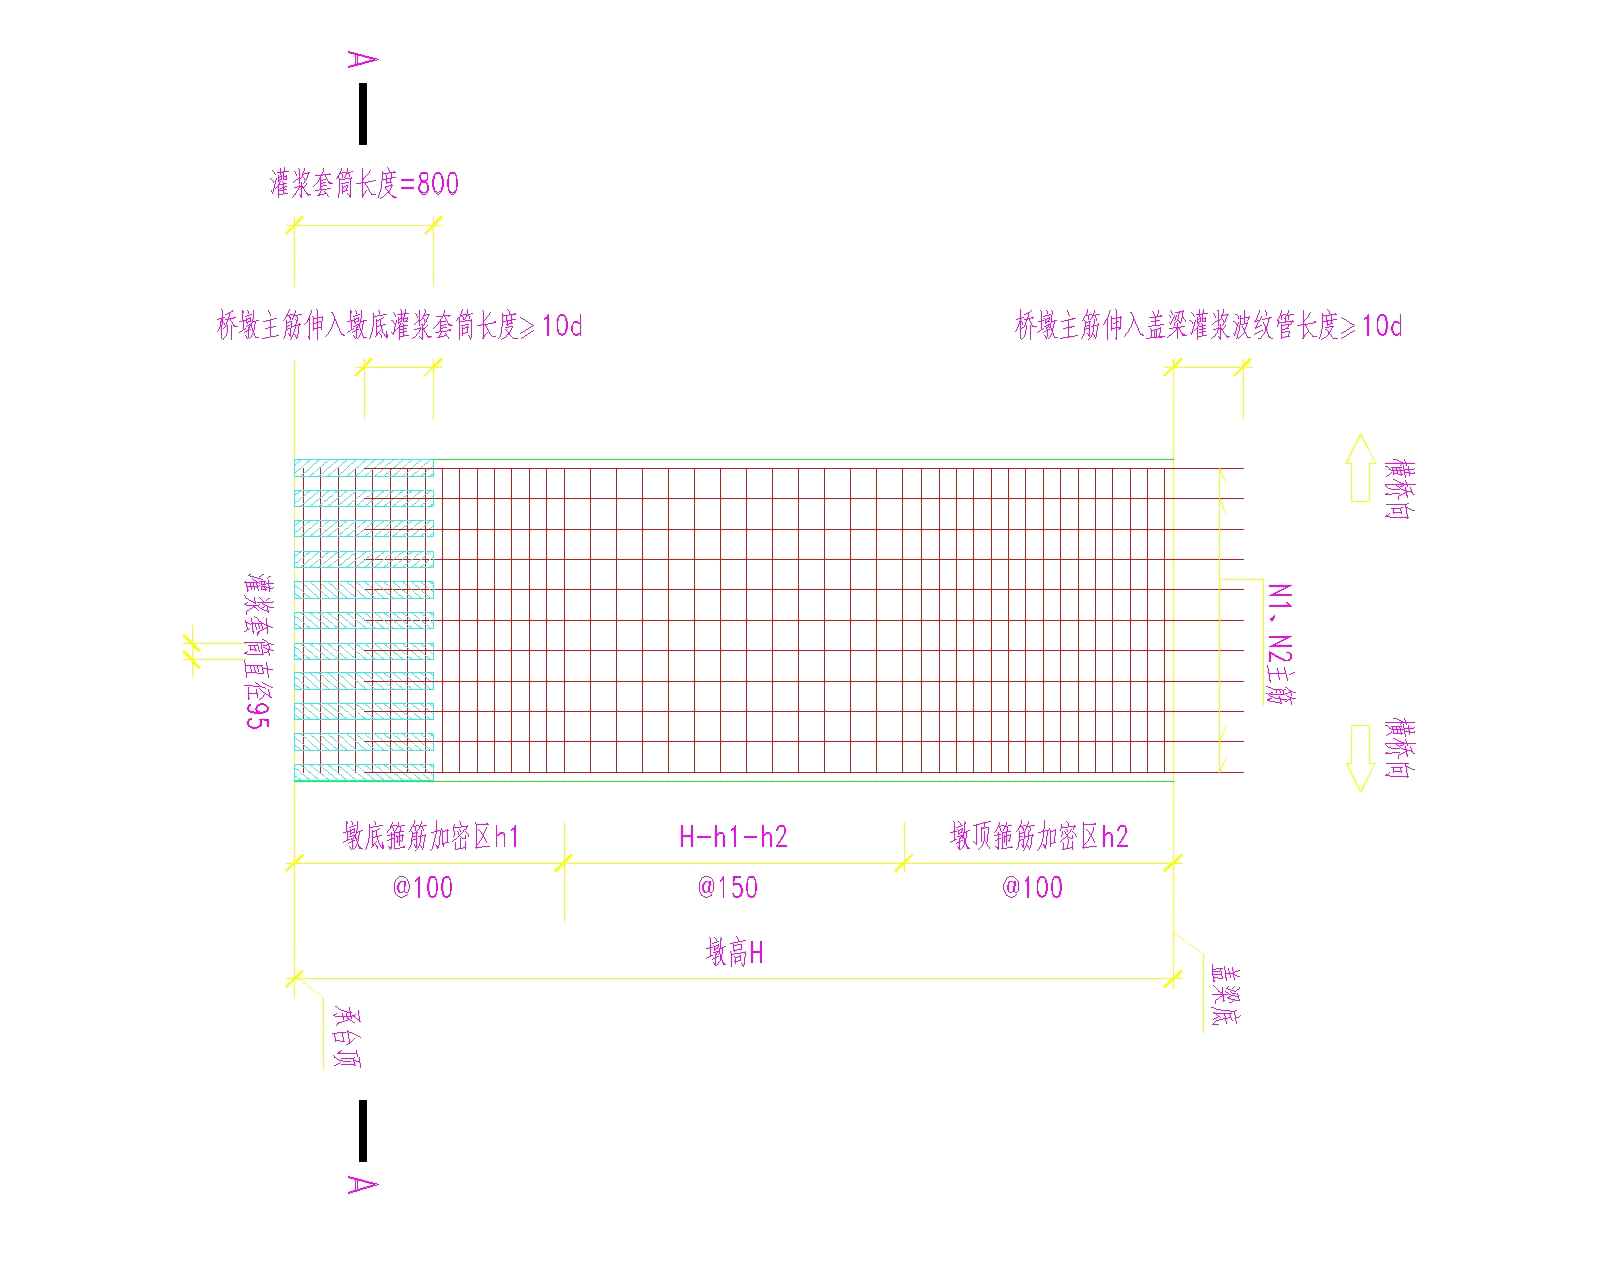 A
灌浆套筒长度=800
桥墩主筋伸入墩底灌浆套筒长度≥10d
桥墩主筋伸入盖梁灌浆波纹管长度≥10d
横桥向
灌浆套筒直径95
N1、N2主筋
横桥向
墩底箍筋加密区h1
H-h1-h2
墩顶箍筋加密区h2
@100
@150
@100
墩高H
盖梁底
承台顶
A